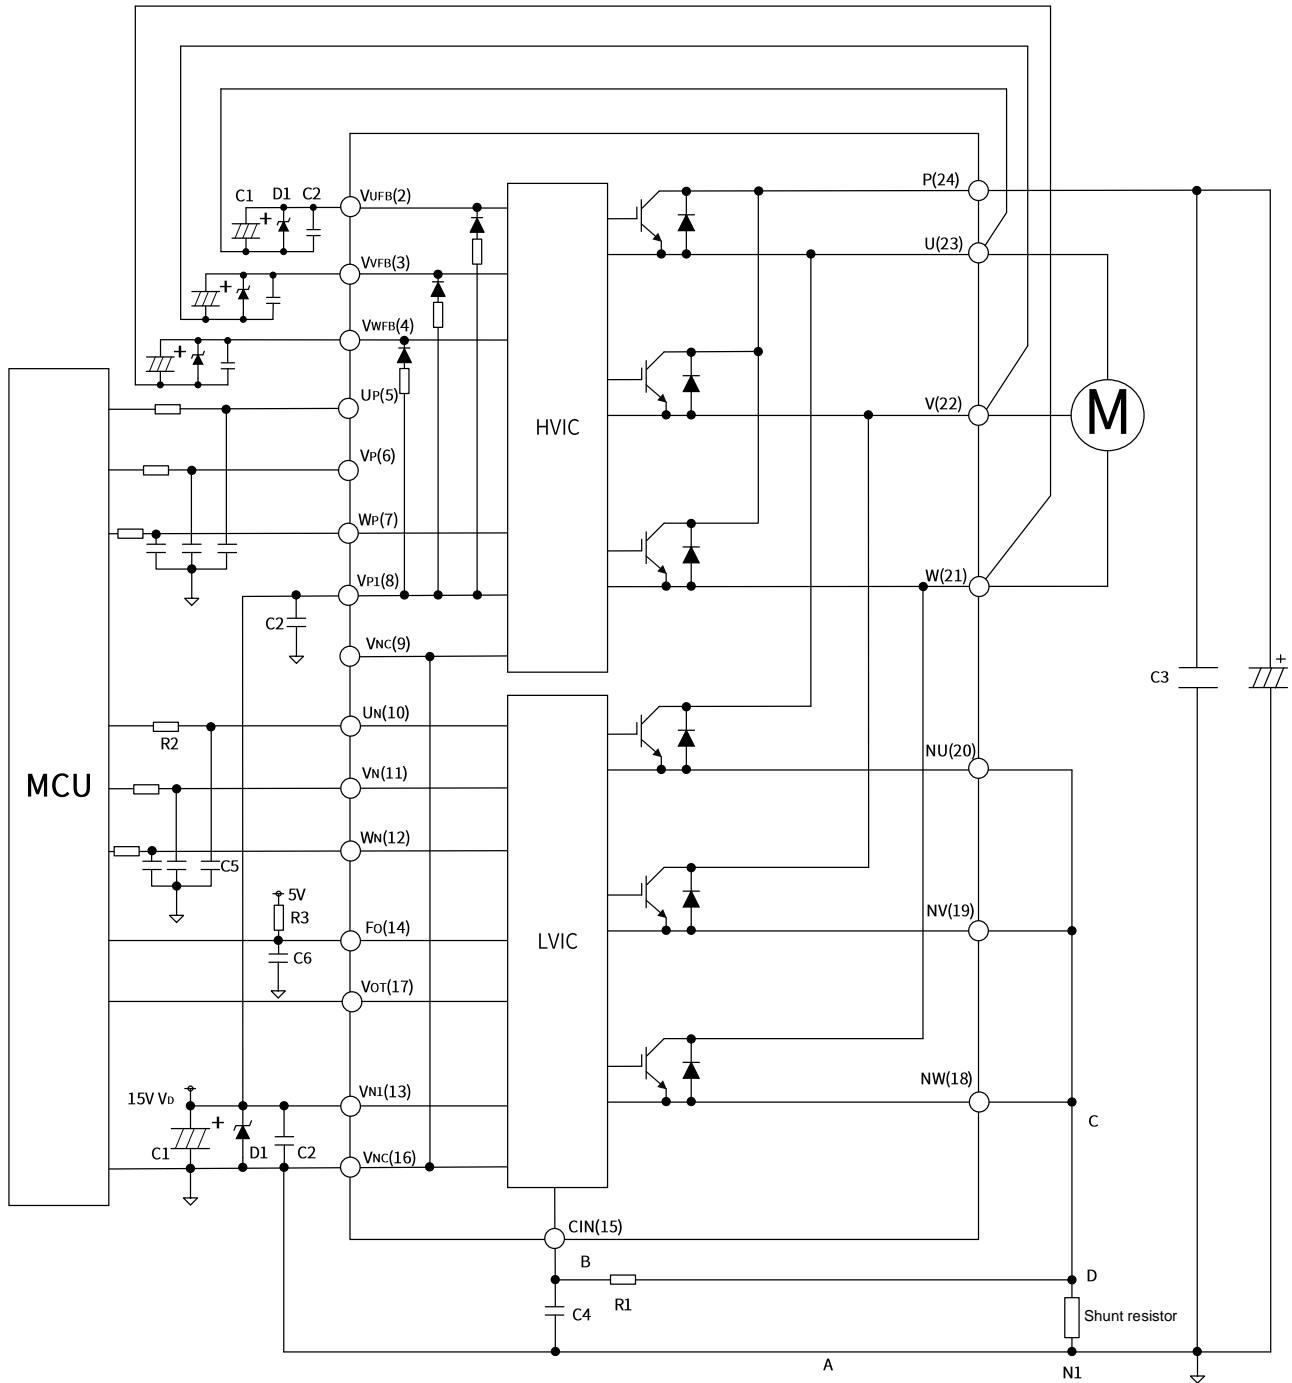 C1 D1 C2 VUFB(2) P(24)
+
U(23)
VVFB(3)
+
VWFB(4)
+
UP(5) V(22)
M
HVIC
VP(6)
WP(7)
VP1(8) W(21)
C2
VNC(9)
+
C3
UN(10)
R2
NU(20)
VN(11)
MCU
WN(12)
C5
5V
R3 NV(19)
FO(14)
LVIC
C6
VOT(17)
NW(18)
15V VD VN1(13)
+
C
C1 D1 C2
VNC(16)
CIN(15)
B
D
R1
C4 Shunt resistor
A
N1